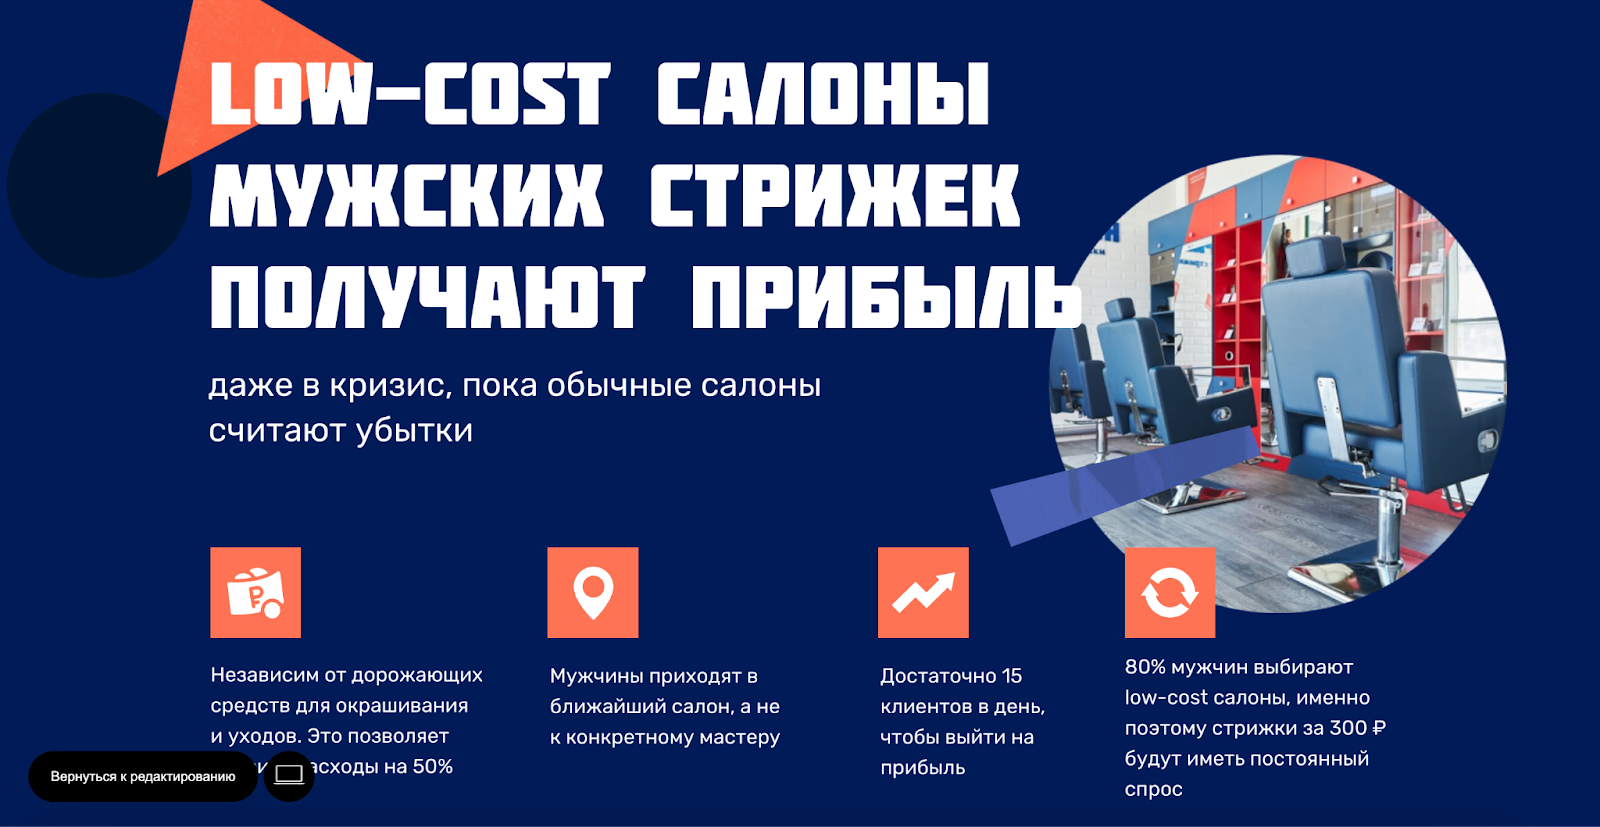 LOW-COST САЛОНЫ
МУЖСКИХ СТРИЖЕК
ПОЛУЧАЮТ ПРИБЫЛЬ
даже в кризис, пока обычные салоны
считают убытки
Независим от дорожающих
средств для окрашивания
и уходов. Это позволяет
расходы на 50%
Мужчины приходят в
ближайший салон, а не
к конкретному мастеру
Достаточно 15
клиентов в день,
чтобы выйти на
прибыль
80% мужчин выбирают
low-cost салоны, именно
поэтому стрижки за 300 ₽
будут иметь постоянный
спрос
Вернуться к редактированию